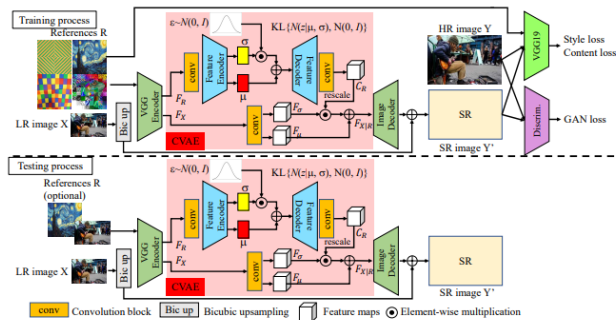 Training process
References R
ε~N(0, I)
KL{N(z|μ, σ), N(0, I)}
HR image Y
σ
μ
conv
Feature Encoder
Feature Decoder
conv
C_R
rescale
VGG Encoder
F_R
F_X
conv
F_σ
F_μ
F_X|R
Image Decoder
VGG19
Style loss
Content loss
LR image X
Bic up
CVAE
SR
SR image Y'
Discrim.
GAN loss
Testing process
References R
(optional)
ε~N(0, I)
KL{N(z|μ, σ), N(0, I)}
σ
μ
conv
Feature Encoder
Feature Decoder
conv
C_R
rescale
VGG Encoder
F_R
F_X
conv
F_σ
F_μ
F_X|R
Image Decoder
LR image X
Bic up
CVAE
SR
SR image Y'
conv
Convolution block
Bic up
Bicubic upsampling
Feature maps
Element-wise multiplication